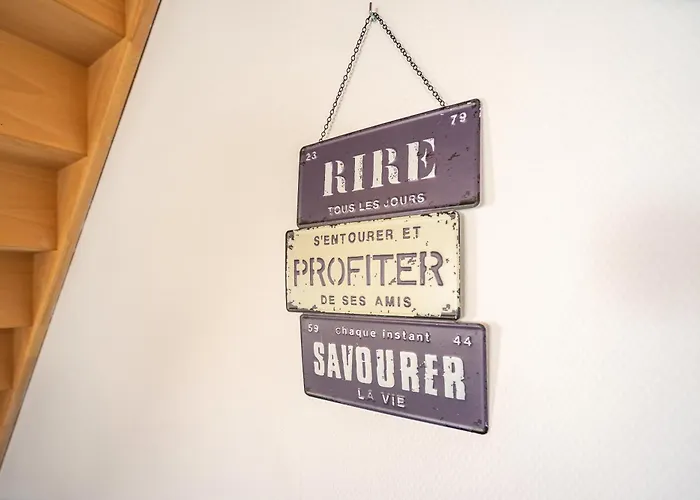 23 79
RIRE
TOUS LES JOURS
S'ENTOURER ET
PROFITER
DE SES AMIS
59 chaque instant 44
SAVOURER
LA VIE